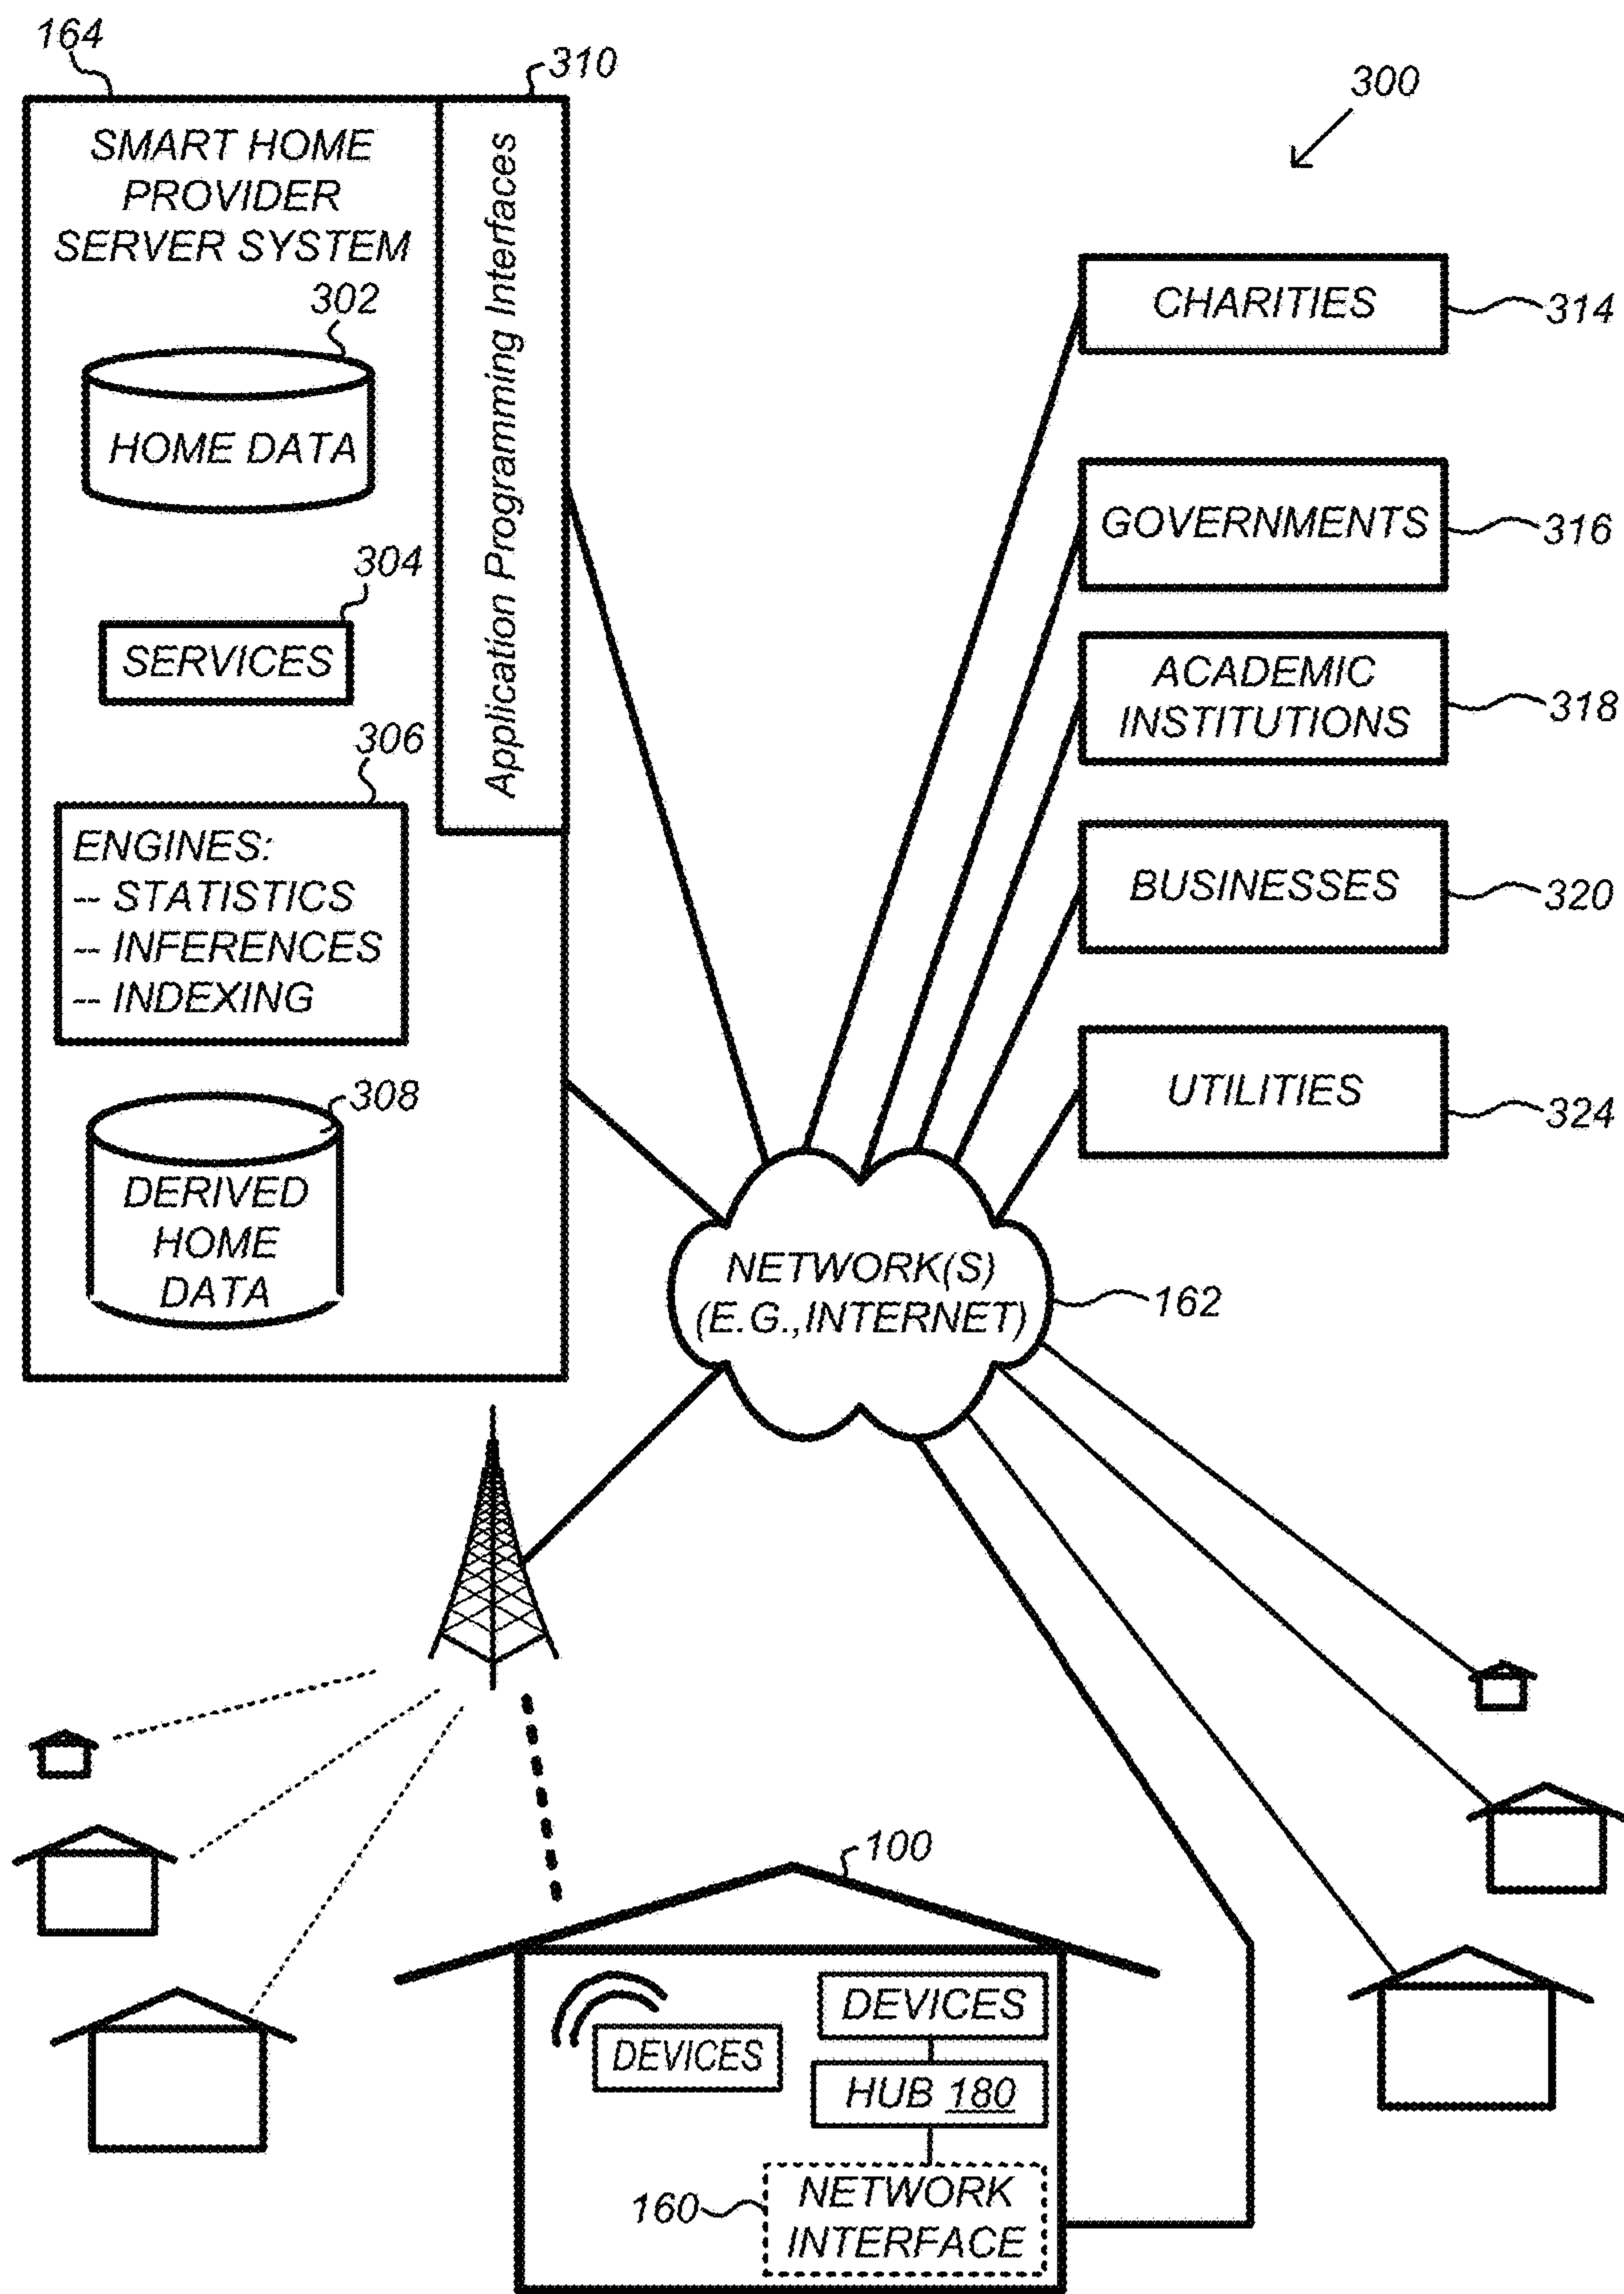 164
310
300
SMART HOME
PROVIDER
SERVER SYSTEM
Application Programming Interfaces
302
HOME DATA
304
SERVICES
306
ENGINES:
-- STATISTICS
-- INFERENCES
-- INDEXING
308
DERIVED
HOME
DATA
CHARITIES
314
GOVERNMENTS
316
ACADEMIC
INSTITUTIONS
318
BUSINESSES
320
UTILITIES
324
NETWORK(S)
(E.G.,INTERNET)
162
100
DEVICES
DEVICES
HUB 180
160
NETWORK
INTERFACE